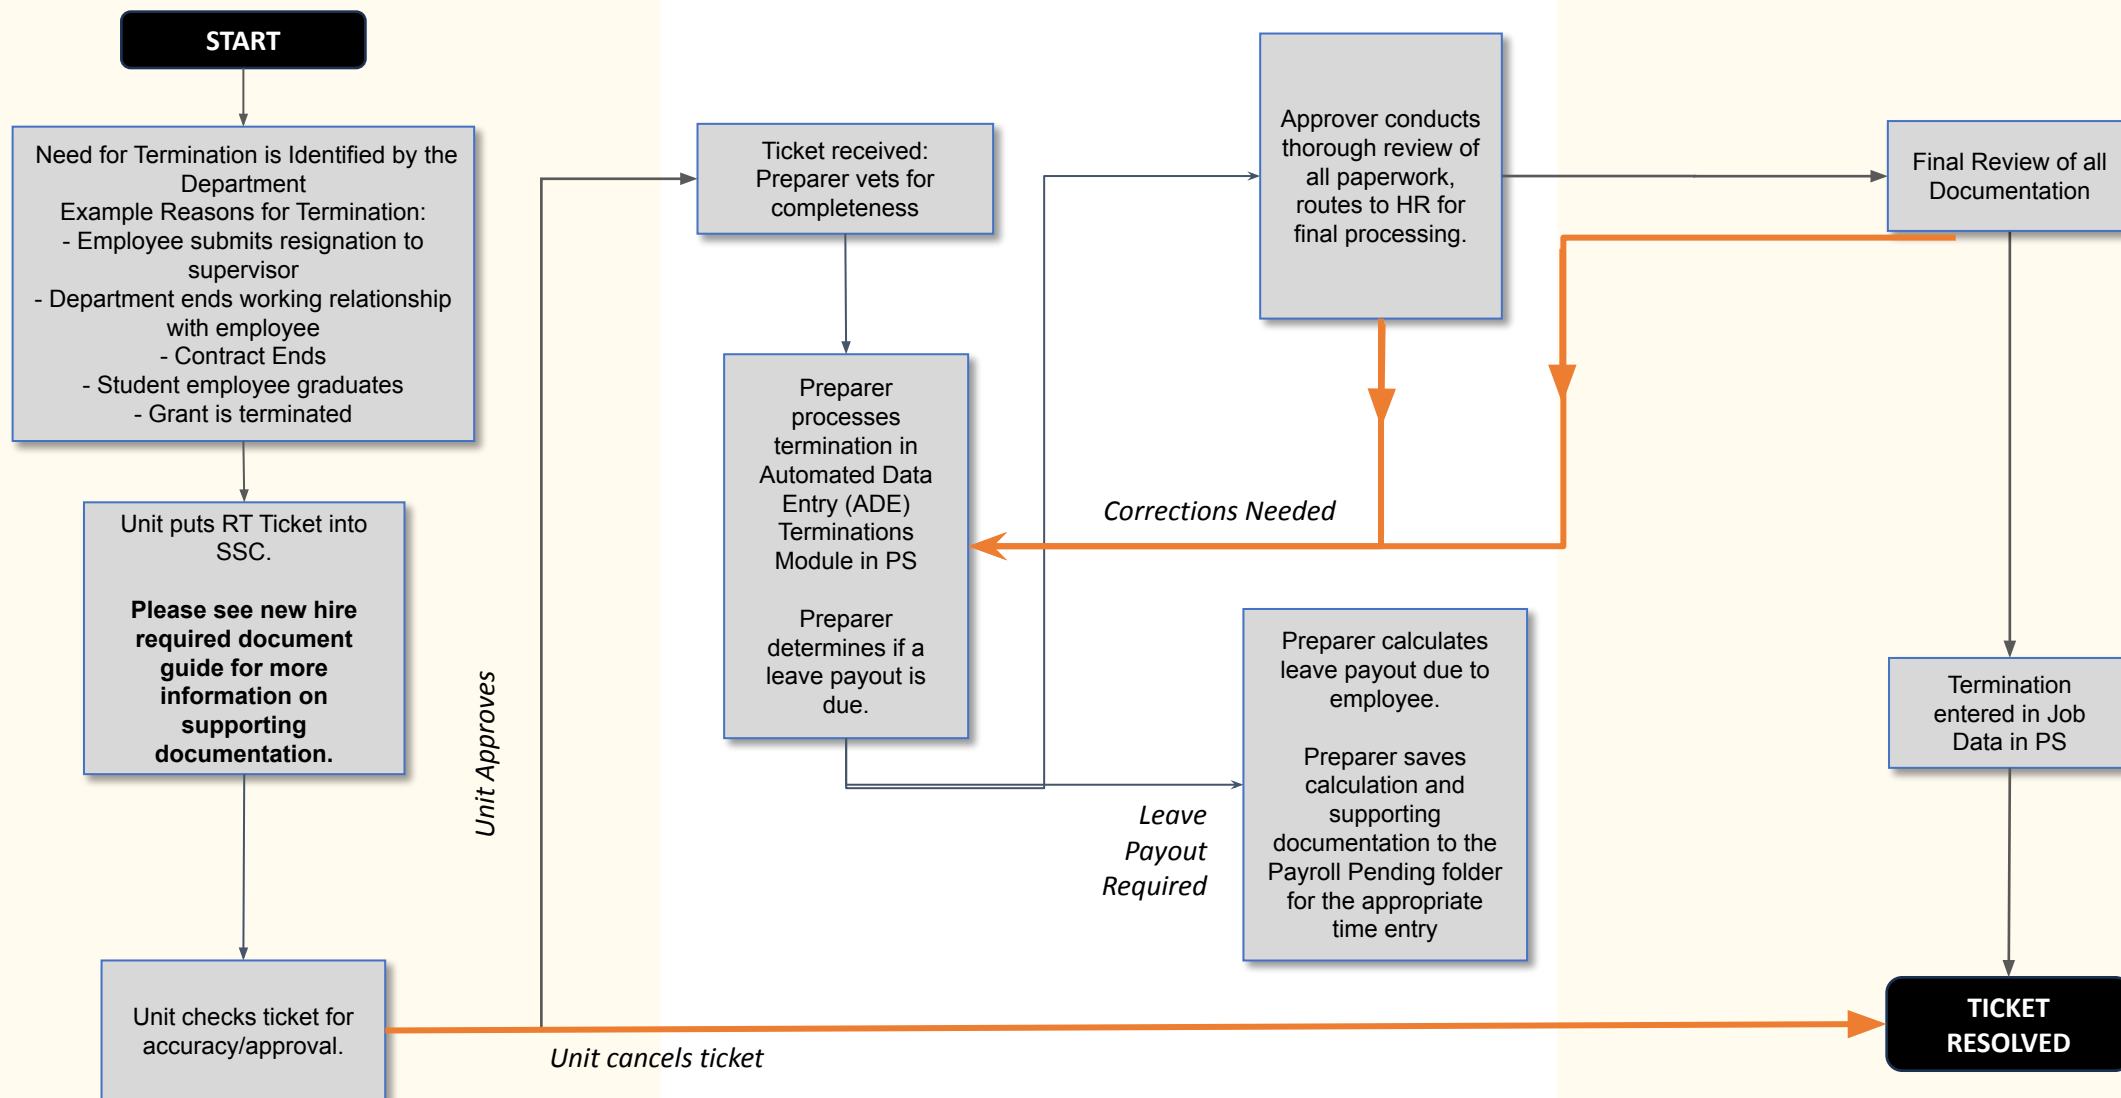 START
Need for Termination is Identified by the
Department
Example Reasons for Termination:
- Employee submits resignation to
supervisor
- Department ends working relationship
with employee
- Contract Ends
- Student employee graduates
- Grant is terminated
Unit puts RT Ticket into
SSC.
Please see new hire
required document
guide for more
information on
supporting
documentation.
Unit checks ticket for
accuracy/approval.
Unit Approves
Unit cancels ticket
Ticket received:
Preparer vets for
completeness
Preparer
processes
termination in
Automated Data
Entry (ADE)
Terminations
Module in PS
Preparer
determines if a
leave payout is
due.
Leave
Payout
Required
Approver conducts
thorough review of
all paperwork,
routes to HR for
final processing.
Corrections Needed
Preparer calculates
leave payout due to
employee.
Preparer saves
calculation and
supporting
documentation to the
Payroll Pending folder
for the appropriate
time entry
Final Review of all
Documentation
Termination
entered in Job
Data in PS
TICKET
RESOLVED